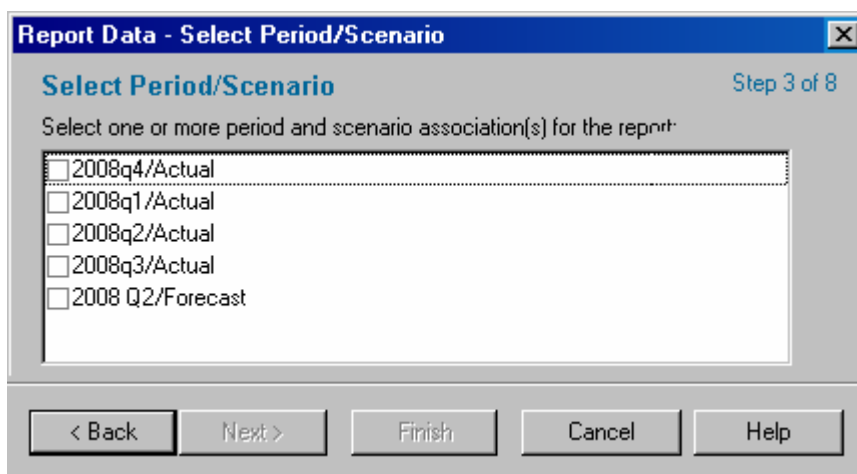 Report Data - Select Period/Scenario
Select Period/Scenario Step 3 of 8
Select one or more period and scenario association(s) for the report:
2008q4/Actual
2008q1/Actual
2008q2/Actual
2008q3/Actual
2008 Q2/Forecast
< Back Next > Finish Cancel Help